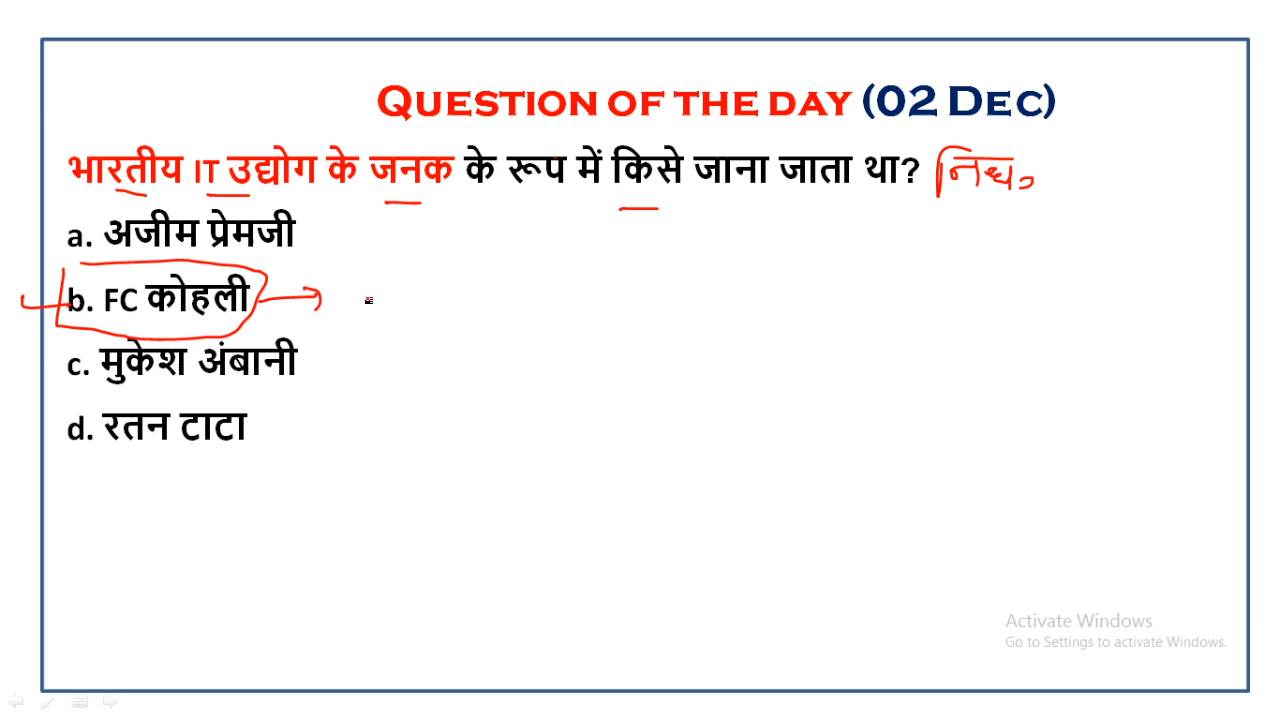 QUESTION OF THE DAY (02 DEC)
भारतीय IT उद्योग के जनक के रूप में किसे जाना जाता था? निधन
a. अजीम प्रेमजी
b. FC कोहली
c. मुकेश अंबानी
d. रतन टाटा
Activate Windows
Go to Settings to activate Windows.